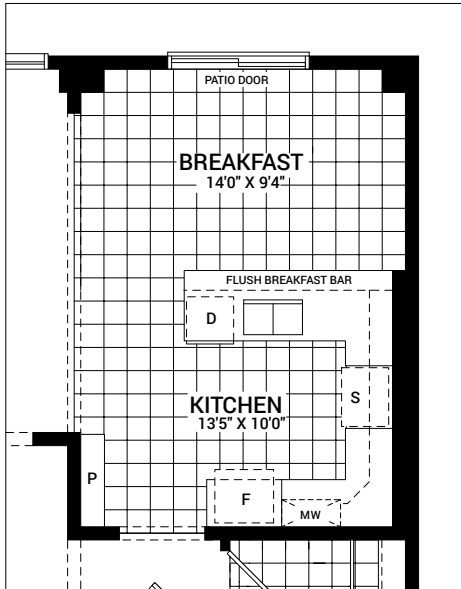 PATIO DOOR
BREAKFAST
14'0" X 9'4"
FLUSH BREAKFAST BAR
D
S
KITCHEN
13'5" X 10'0"
P
F
MW